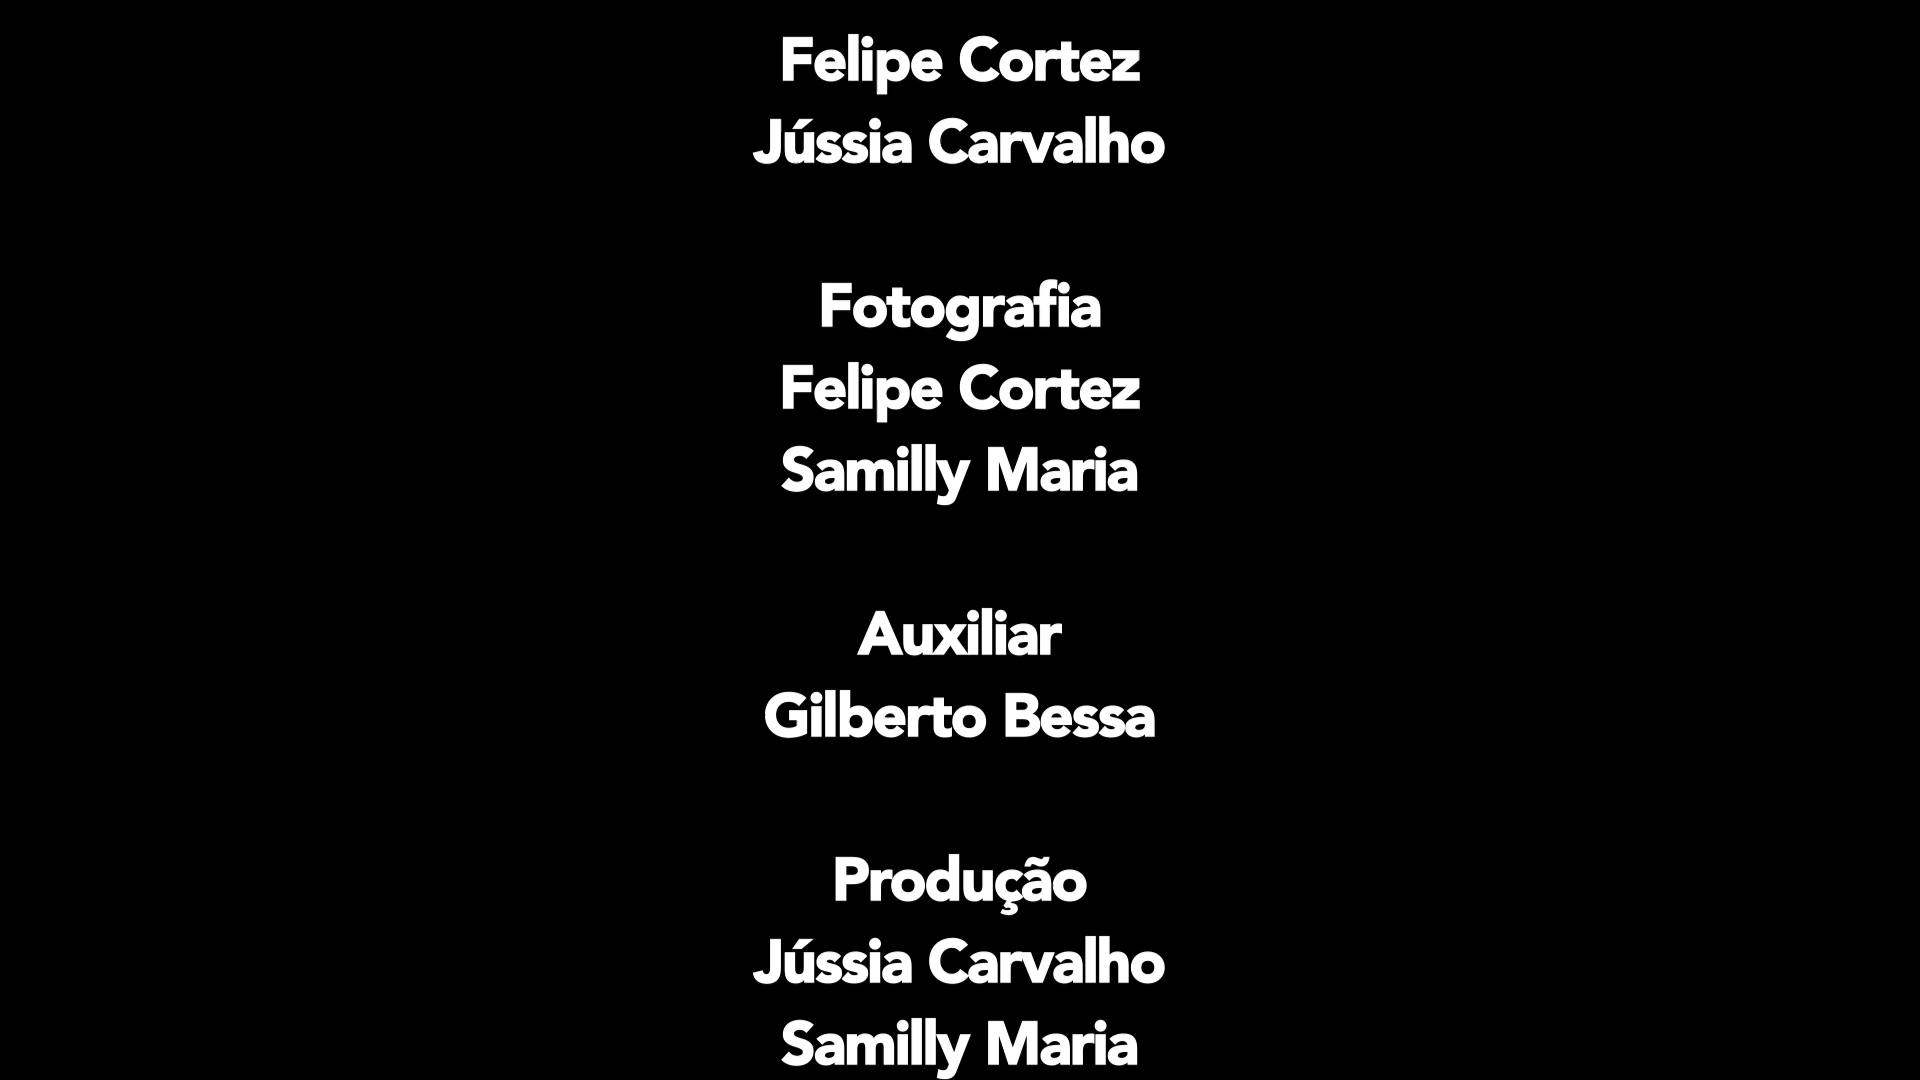 Felipe Cortez
Jússia Carvalho
Fotografia
Felipe Cortez
Samilly Maria
Auxiliar
Gilberto Bessa
Produção
Jússia Carvalho
Samilly Maria